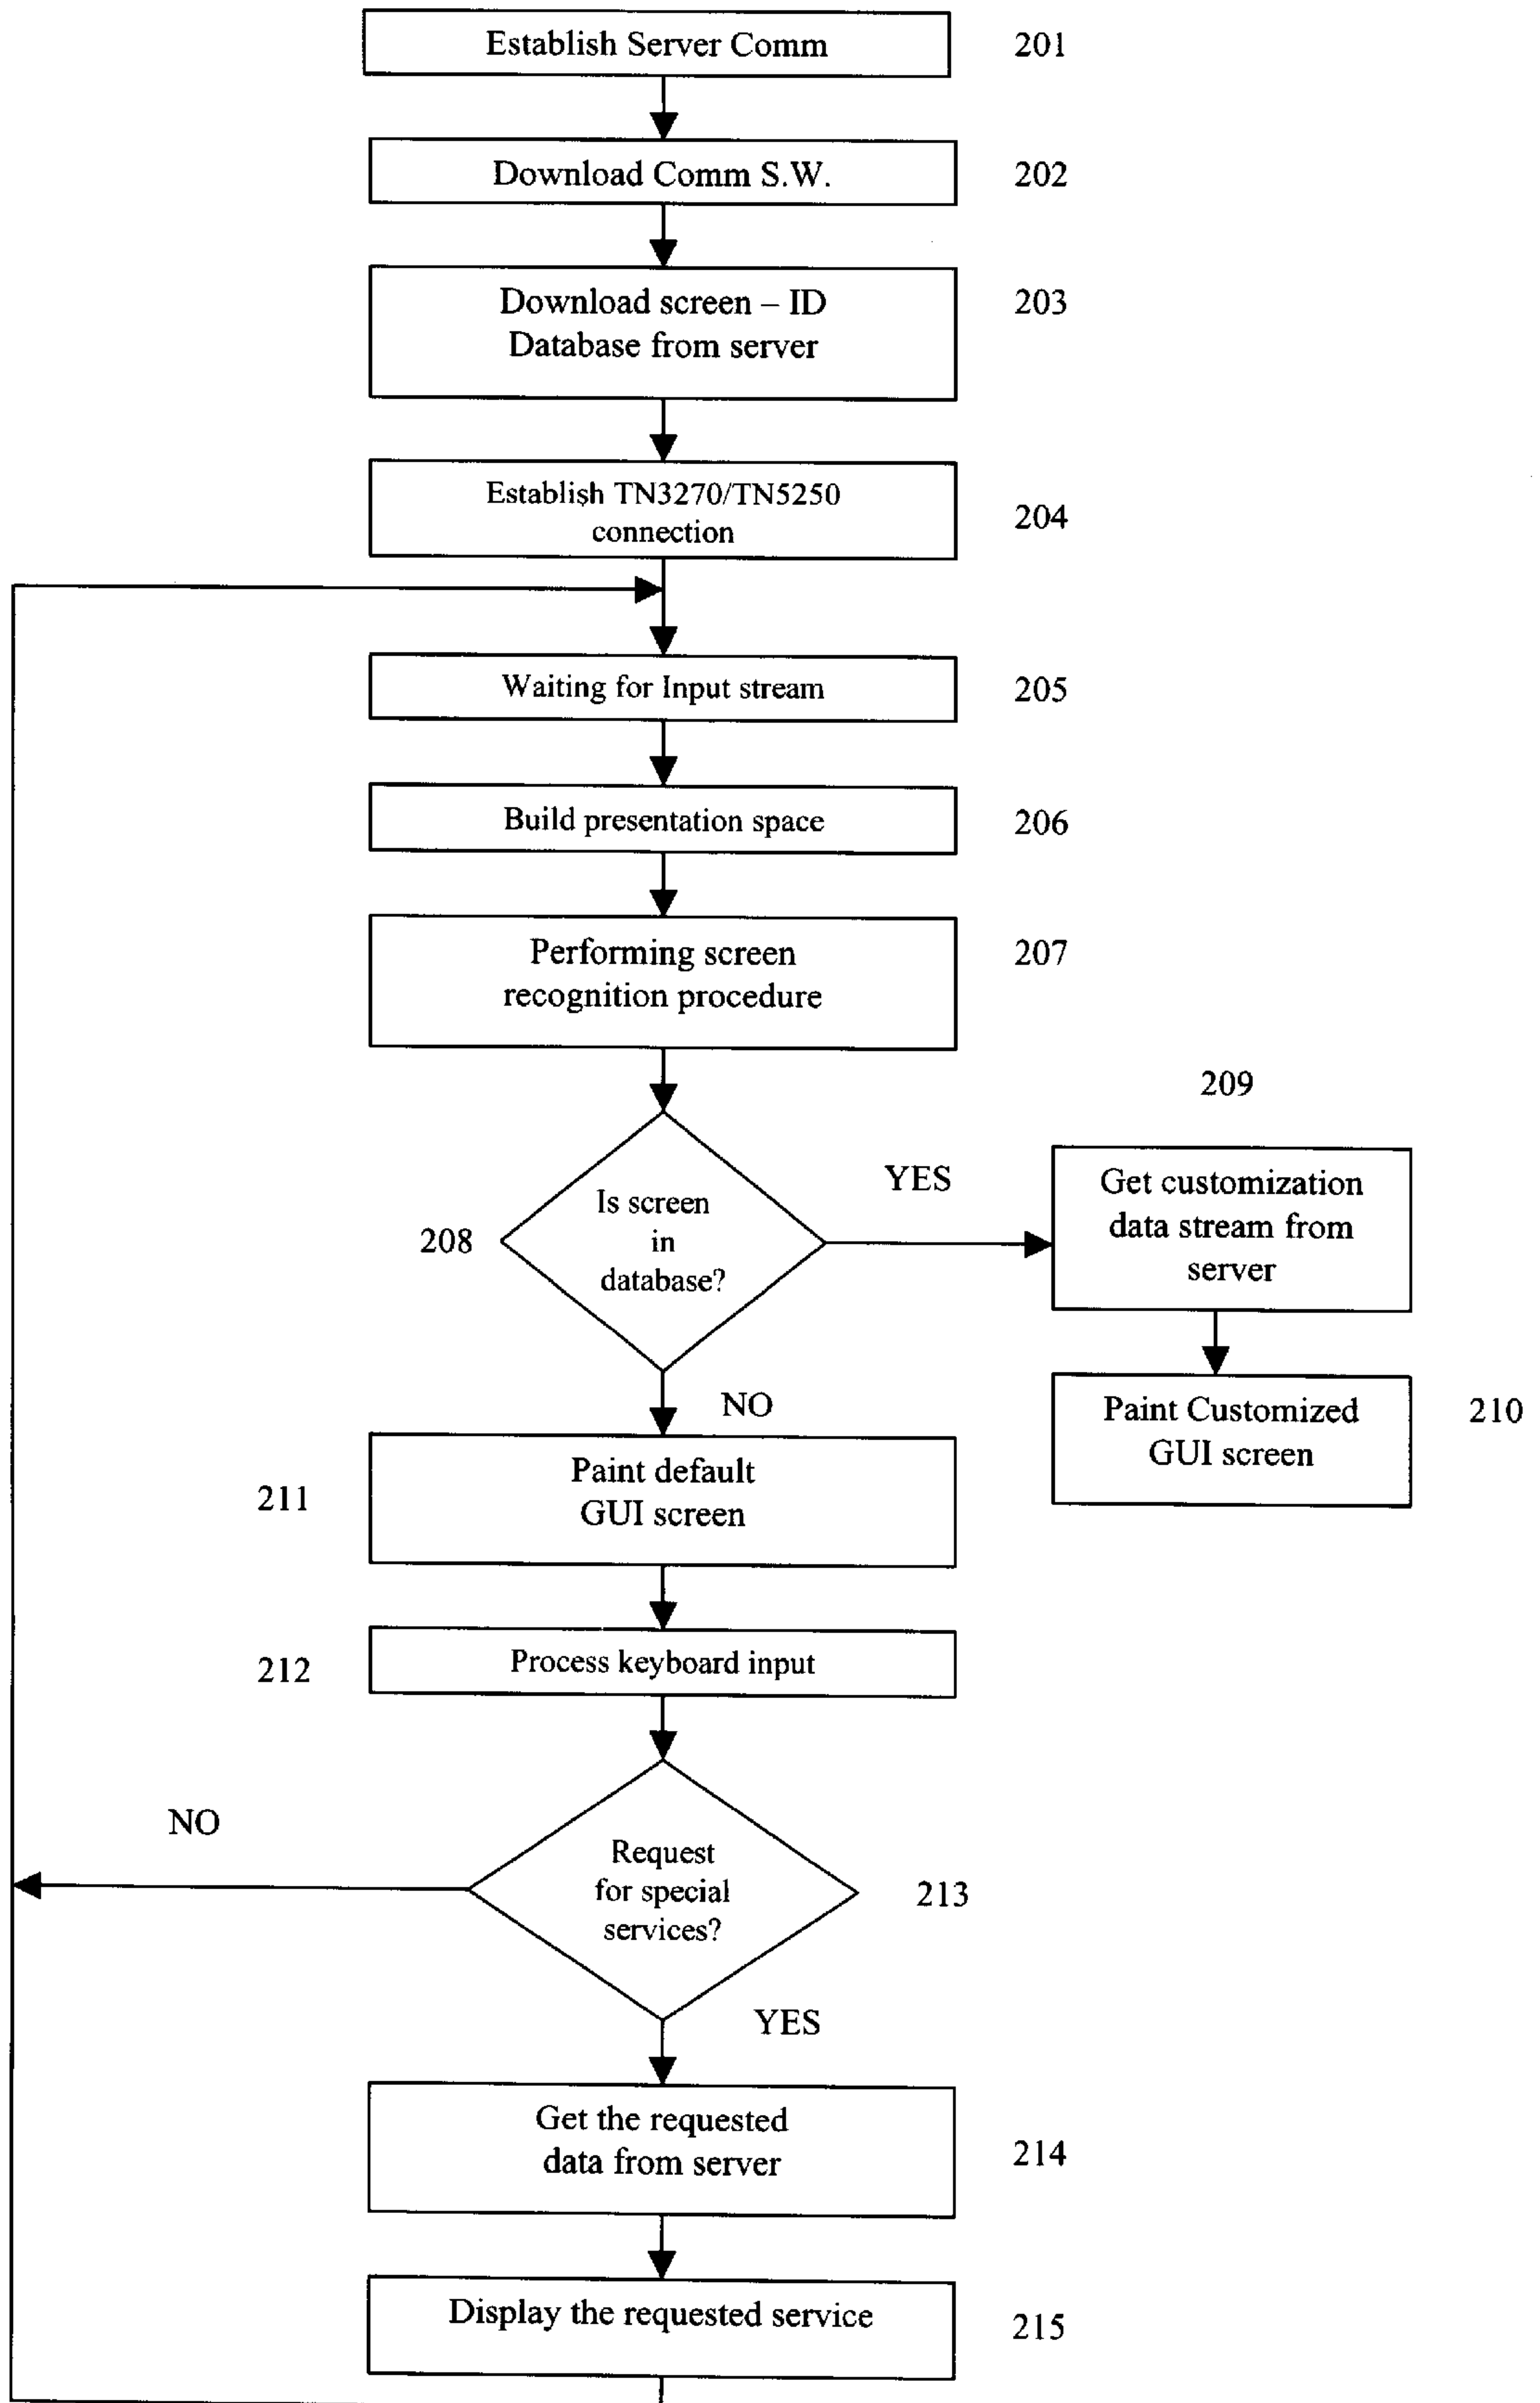 Establish Server Comm
201
Download Comm S.W.
202
Download screen – ID
Database from server
203
Establish TN3270/TN5250
connection
204
Waiting for Input stream
205
Build presentation space
206
Performing screen
recognition procedure
207
208
Is screen
in
database?
YES
209
Get customization
data stream from
server
Paint Customized
GUI screen
210
NO
211
Paint default
GUI screen
212
Process keyboard input
NO
Request
for special
services?
213
YES
Get the requested
data from server
214
Display the requested service
215